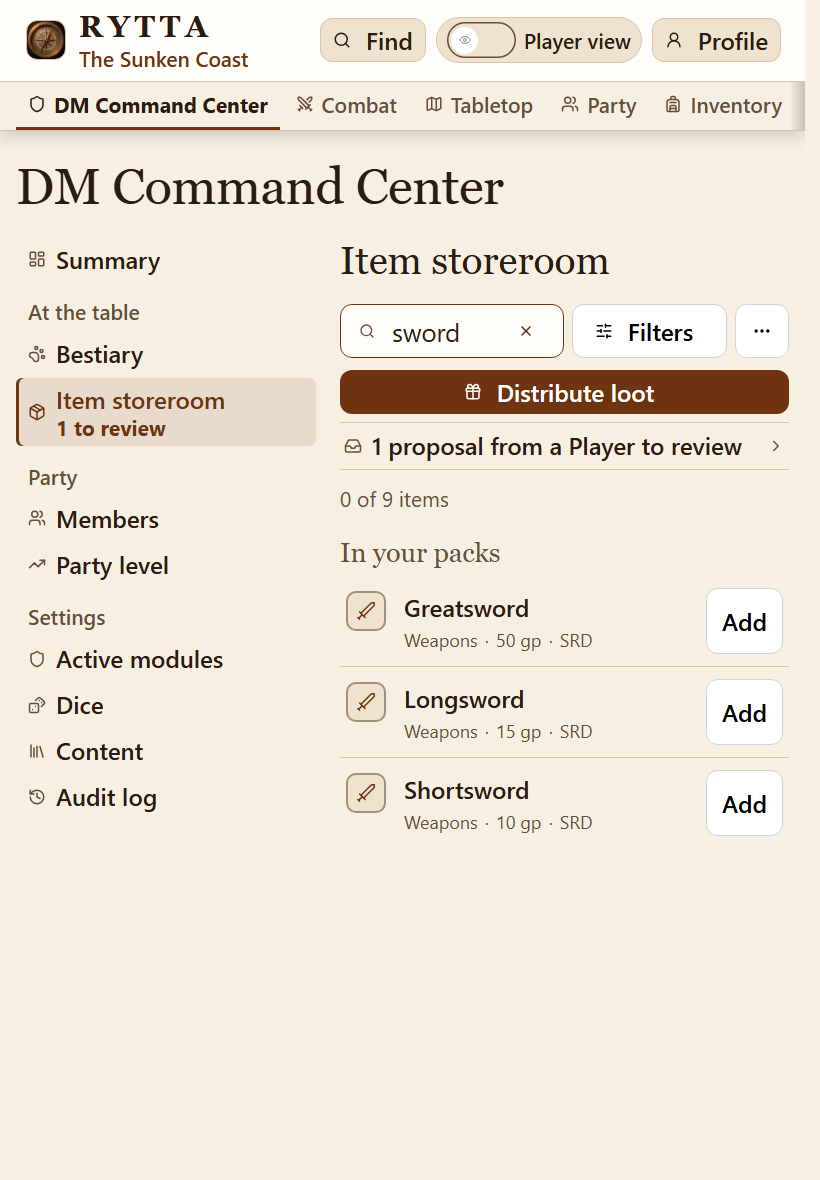 RYTTA
The Sunken Coast
Find
Player view
Profile
DM Command Center
Combat
Tabletop
Party
Inventory
DM Command Center
Summary
At the table
Bestiary
Item storeroom
1 to review
Party
Members
Party level
Settings
Active modules
Dice
Content
Audit log
Item storeroom
sword
Filters
Distribute loot
1 proposal from a Player to review
0 of 9 items
In your packs
Greatsword
Weapons · 50 gp · SRD
Add
Longsword
Weapons · 15 gp · SRD
Add
Shortsword
Weapons · 10 gp · SRD
Add